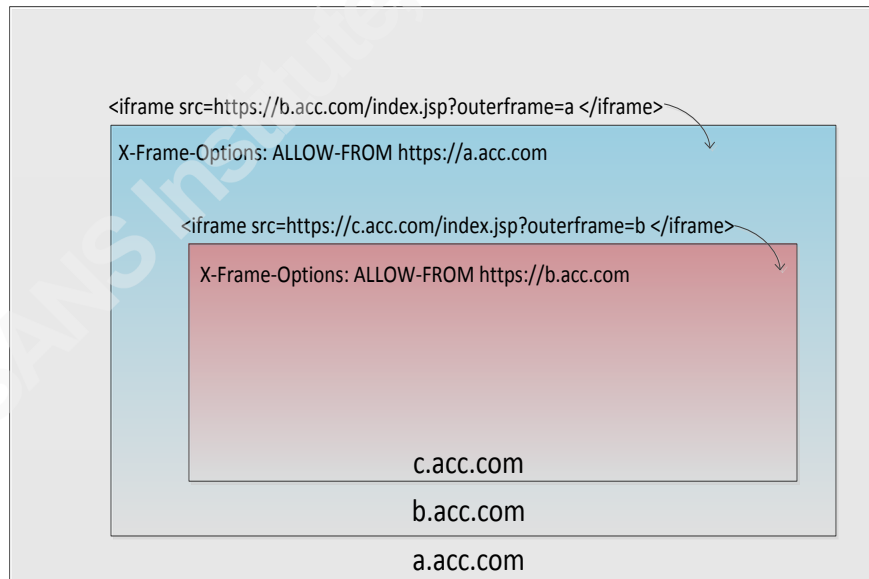 <iframe src=https://b.acc.com/index.jsp?outerframe=a </iframe>
X-Frame-Options: ALLOW-FROM https://a.acc.com
<iframe src=https://c.acc.com/index.jsp?outerframe=b </iframe>
X-Frame-Options: ALLOW-FROM https://b.acc.com
c.acc.com
b.acc.com
a.acc.com
SANS Institute